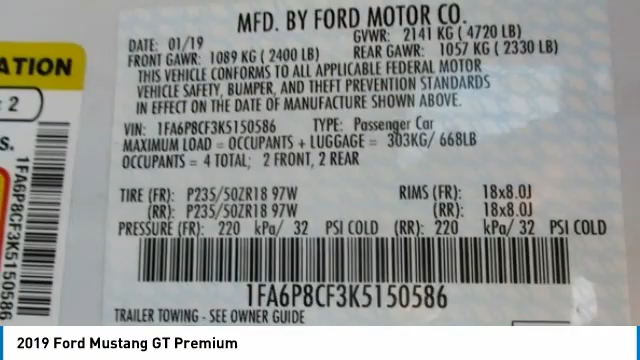 MFD. BY FORD MOTOR CO.
DATE: 01/19 GVWR: 2141 KG ( 4720 LB)
FRONT GAWR: 1089 KG ( 2400 LB) REAR GAWR: 1057 KG ( 2330 LB)
THIS VEHICLE CONFORMS TO ALL APPLICABLE FEDERAL MOTOR
VEHICLE SAFETY, BUMPER, AND THEFT PREVENTION STANDARDS
IN EFFECT ON THE DATE OF MANUFACTURE SHOWN ABOVE.
VIN: 1FA6P8CF3K5150586 TYPE: Passenger Car
MAXIMUM LOAD = OCCUPANTS + LUGGAGE = 303KG/ 668LB
OCCUPANTS = 4 TOTAL; 2 FRONT, 2 REAR
TIRE (FR): P235/50ZR18 97W RIMS (FR): 18x8.0J
(RR): P235/50ZR18 97W (RR): 18x8.0J
PRESSURE (FR): 220 kPa/ 32 PSI COLD (RR): 220 kPa/ 32 PSI COLD
1FA6P8CF3K5150586
TRAILER TOWING - SEE OWNER GUIDE
ATION
2
S.
1FA6P8CF3K5150586
2019 Ford Mustang GT Premium